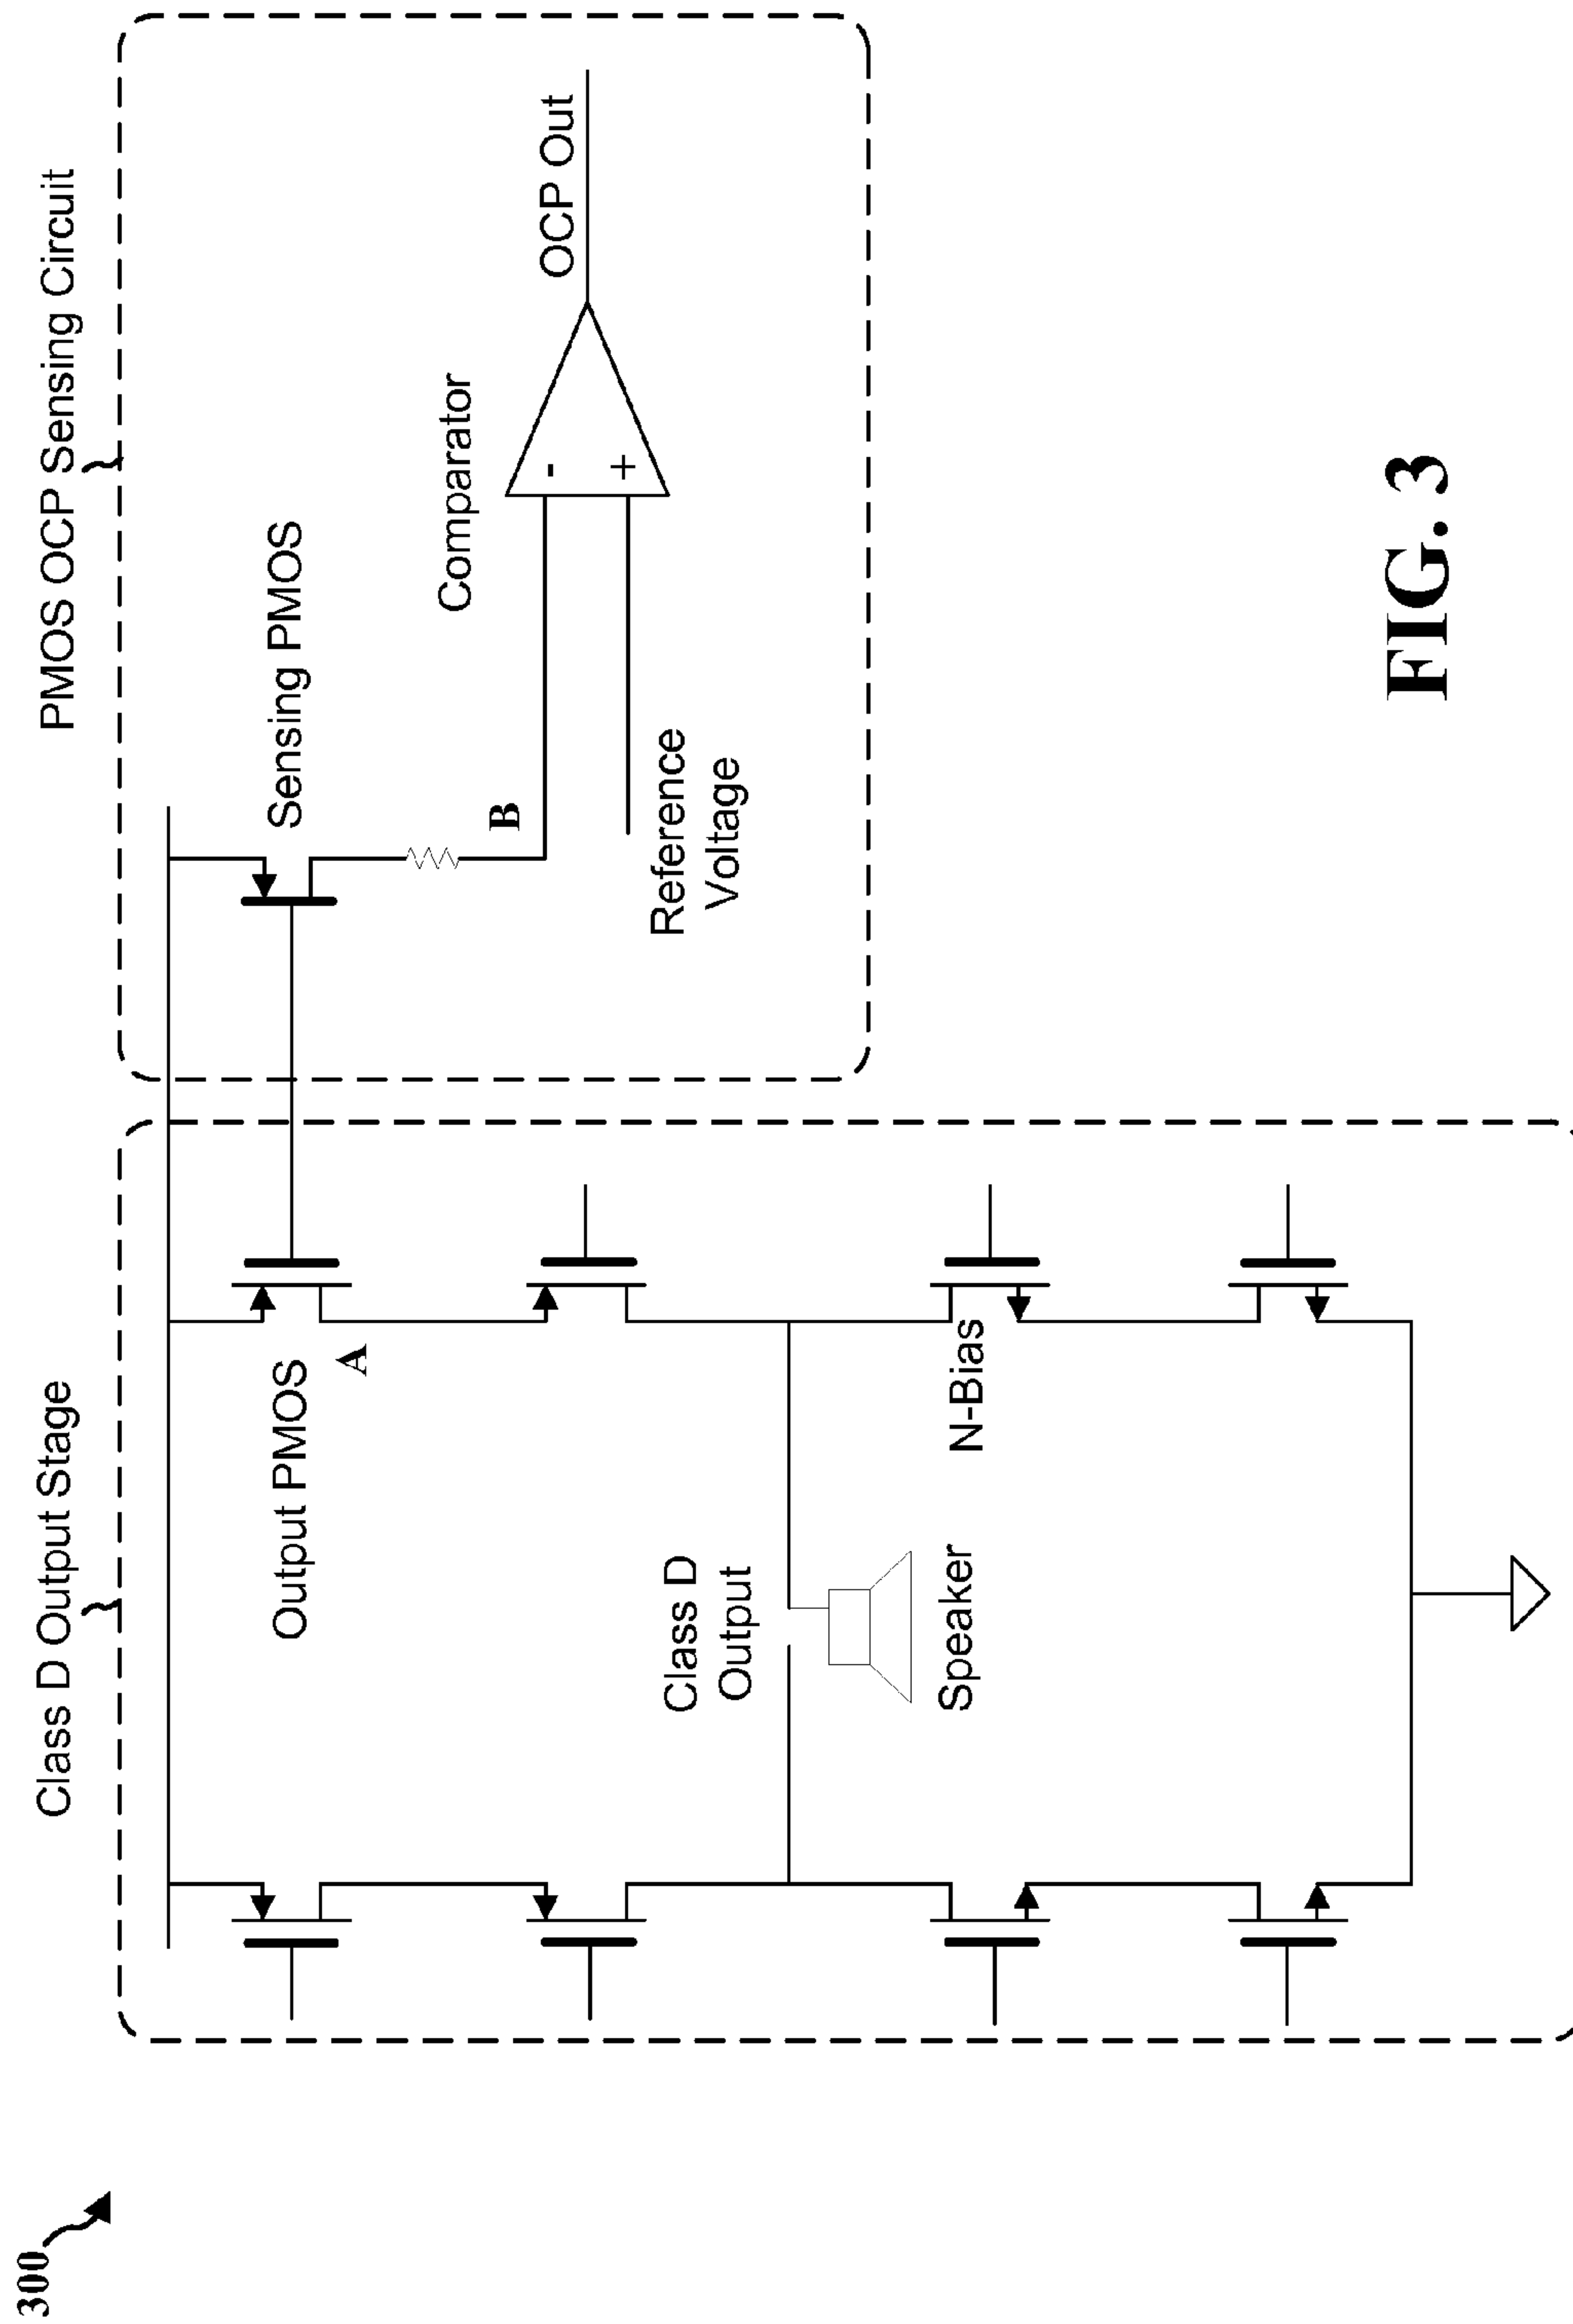 300
Class D Output Stage
PMOS OCP Sensing Circuit
Output PMOS
A
Sensing PMOS
B
Comparator
-
+
OCP Out
Reference
Voltage
Class D
Output
Speaker
N-Bias
FIG. 3